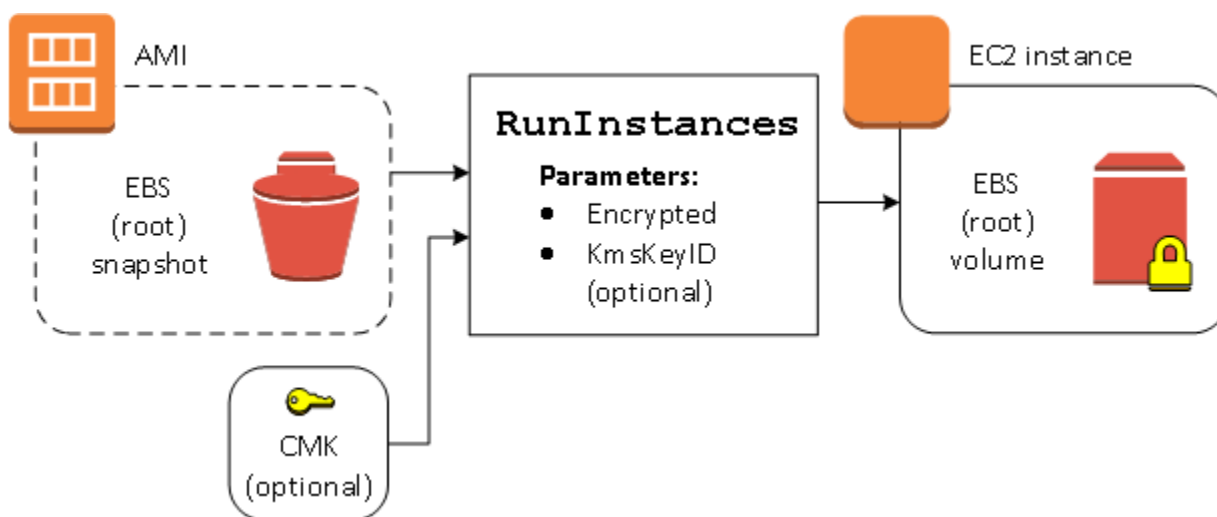 AMI
EBS
(root)
snapshot
CMK
(optional)
RunInstances
Parameters:
● Encrypted
● KmsKeyID
(optional)
EC2 instance
EBS
(root)
volume